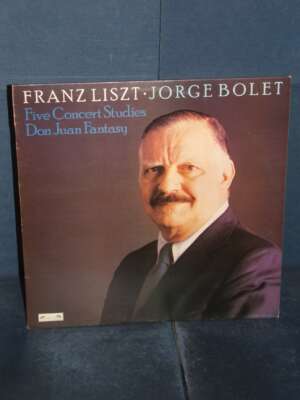 FRANZ LISZT · JORGE BOLET
Five Concert Studies
Don Juan Fantasy